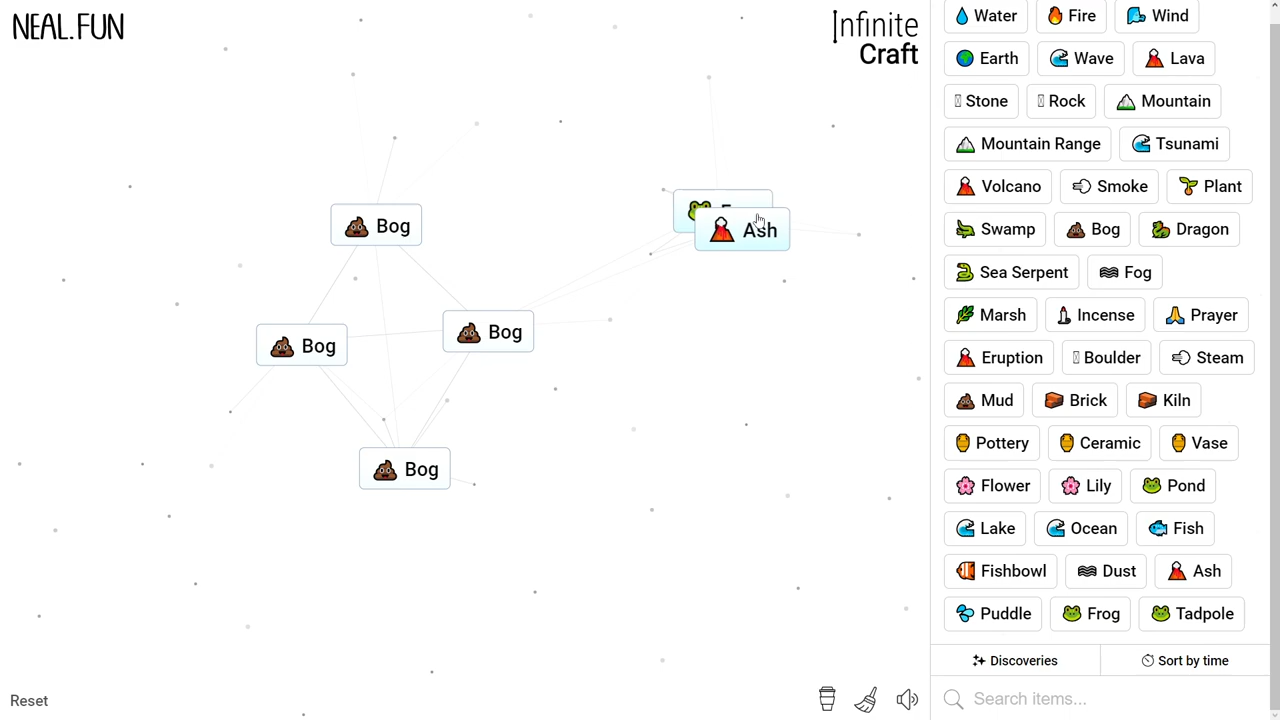 NEAL.FUN
Infinite
Craft
Bog
Ash
Bog
Bog
Bog
Reset
Water Fire Wind
Earth Wave Lava
Stone Rock Mountain
Mountain Range Tsunami
Volcano Smoke Plant
Swamp Bog Dragon
Sea Serpent Fog
Marsh Incense Prayer
Eruption Boulder Steam
Mud Brick Kiln
Pottery Ceramic Vase
Flower Lily Pond
Lake Ocean Fish
Fishbowl Dust Ash
Puddle Frog Tadpole
Discoveries Sort by time
Search items...